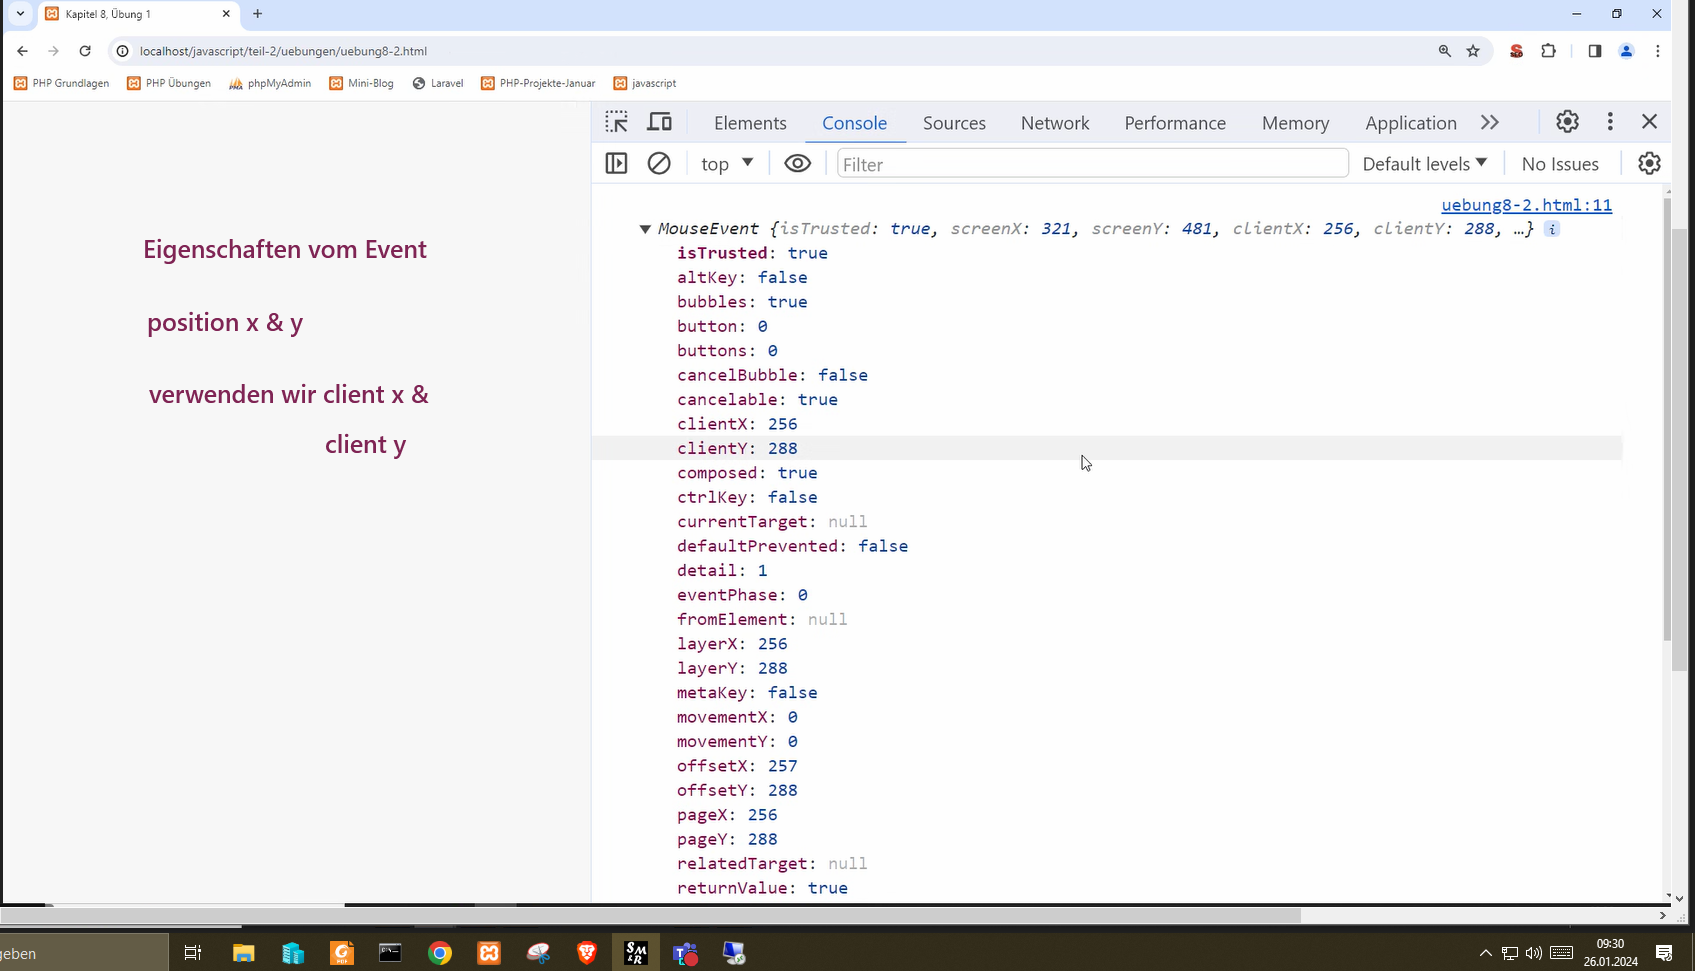 Kapitel 8, Übung 1
localhost/javascript/teil-2/uebungen/uebung8-2.html
PHP Grundlagen PHP Übungen phpMyAdmin Mini-Blog Laravel PHP-Projekte-Januar javascript
Eigenschaften vom Event
position x & y
verwenden wir client x &
client y
Elements Console Sources Network Performance Memory Application
top Filter Default levels No Issues
uebung8-2.html:11
MouseEvent {isTrusted: true, screenX: 321, screenY: 481, clientX: 256, clientY: 288, …} i
isTrusted: true
altKey: false
bubbles: true
button: 0
buttons: 0
cancelBubble: false
cancelable: true
clientX: 256
clientY: 288
composed: true
ctrlKey: false
currentTarget: null
defaultPrevented: false
detail: 1
eventPhase: 0
fromElement: null
layerX: 256
layerY: 288
metaKey: false
movementX: 0
movementY: 0
offsetX: 257
offsetY: 288
pageX: 256
pageY: 288
relatedTarget: null
returnValue: true
geben
09:30
26.01.2024